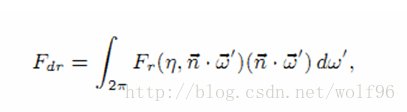 F_{dr} = \int_{2\pi} F_r(\eta, \vec{n} \cdot \vec{\omega}')(\vec{n} \cdot \vec{\omega}') \, d\omega',
http://blog.csdn.net/wolf96